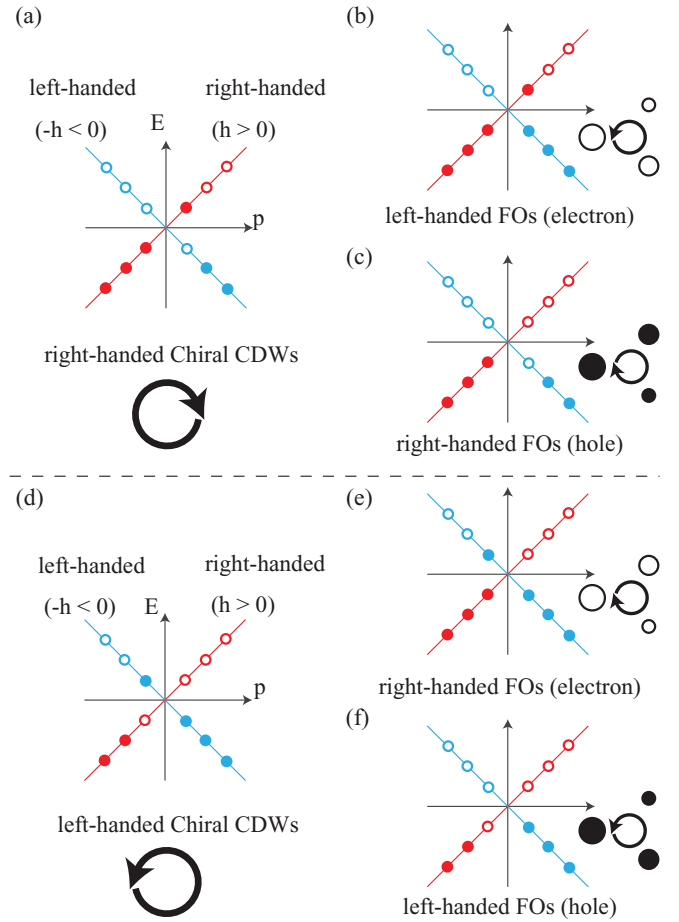 (a)
left-handed
right-handed
(-h < 0)
E
(h > 0)
p
right-handed Chiral CDWs
(b)
left-handed FOs (electron)
(c)
right-handed FOs (hole)
(d)
left-handed
right-handed
(-h < 0)
E
(h > 0)
p
left-handed Chiral CDWs
(e)
right-handed FOs (electron)
(f)
left-handed FOs (hole)